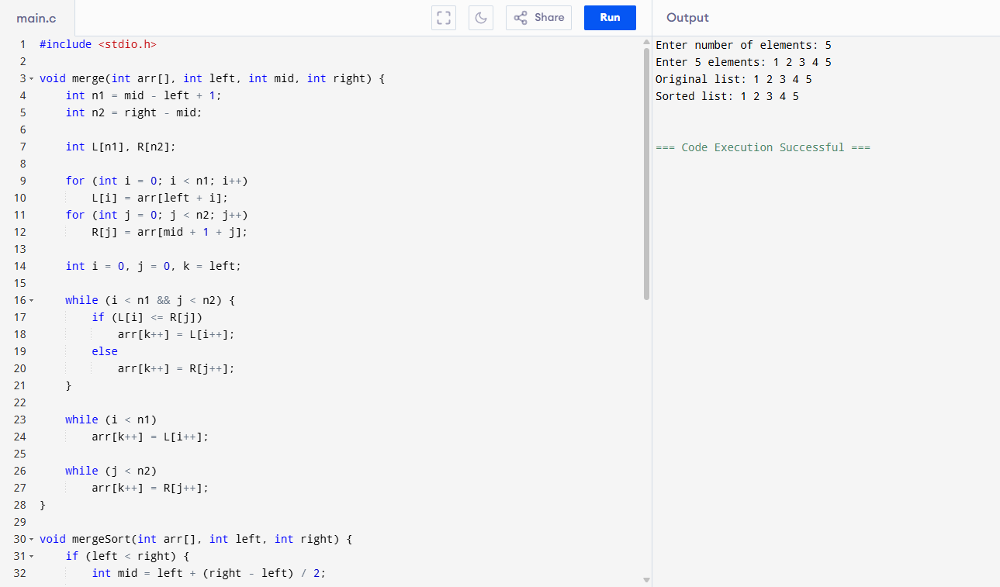 main.c
Share
Run
Output
1 #include <stdio.h>
2
3 void merge(int arr[], int left, int mid, int right) {
4     int n1 = mid - left + 1;
5     int n2 = right - mid;
6
7     int L[n1], R[n2];
8
9     for (int i = 0; i < n1; i++)
10         L[i] = arr[left + i];
11     for (int j = 0; j < n2; j++)
12         R[j] = arr[mid + 1 + j];
13
14     int i = 0, j = 0, k = left;
15
16     while (i < n1 && j < n2) {
17         if (L[i] <= R[j])
18             arr[k++] = L[i++];
19         else
20             arr[k++] = R[j++];
21     }
22
23     while (i < n1)
24         arr[k++] = L[i++];
25
26     while (j < n2)
27         arr[k++] = R[j++];
28 }
29
30 void mergeSort(int arr[], int left, int right) {
31     if (left < right) {
32         int mid = left + (right - left) / 2;
Enter number of elements: 5
Enter 5 elements: 1 2 3 4 5
Original list: 1 2 3 4 5
Sorted list: 1 2 3 4 5
=== Code Execution Successful ===